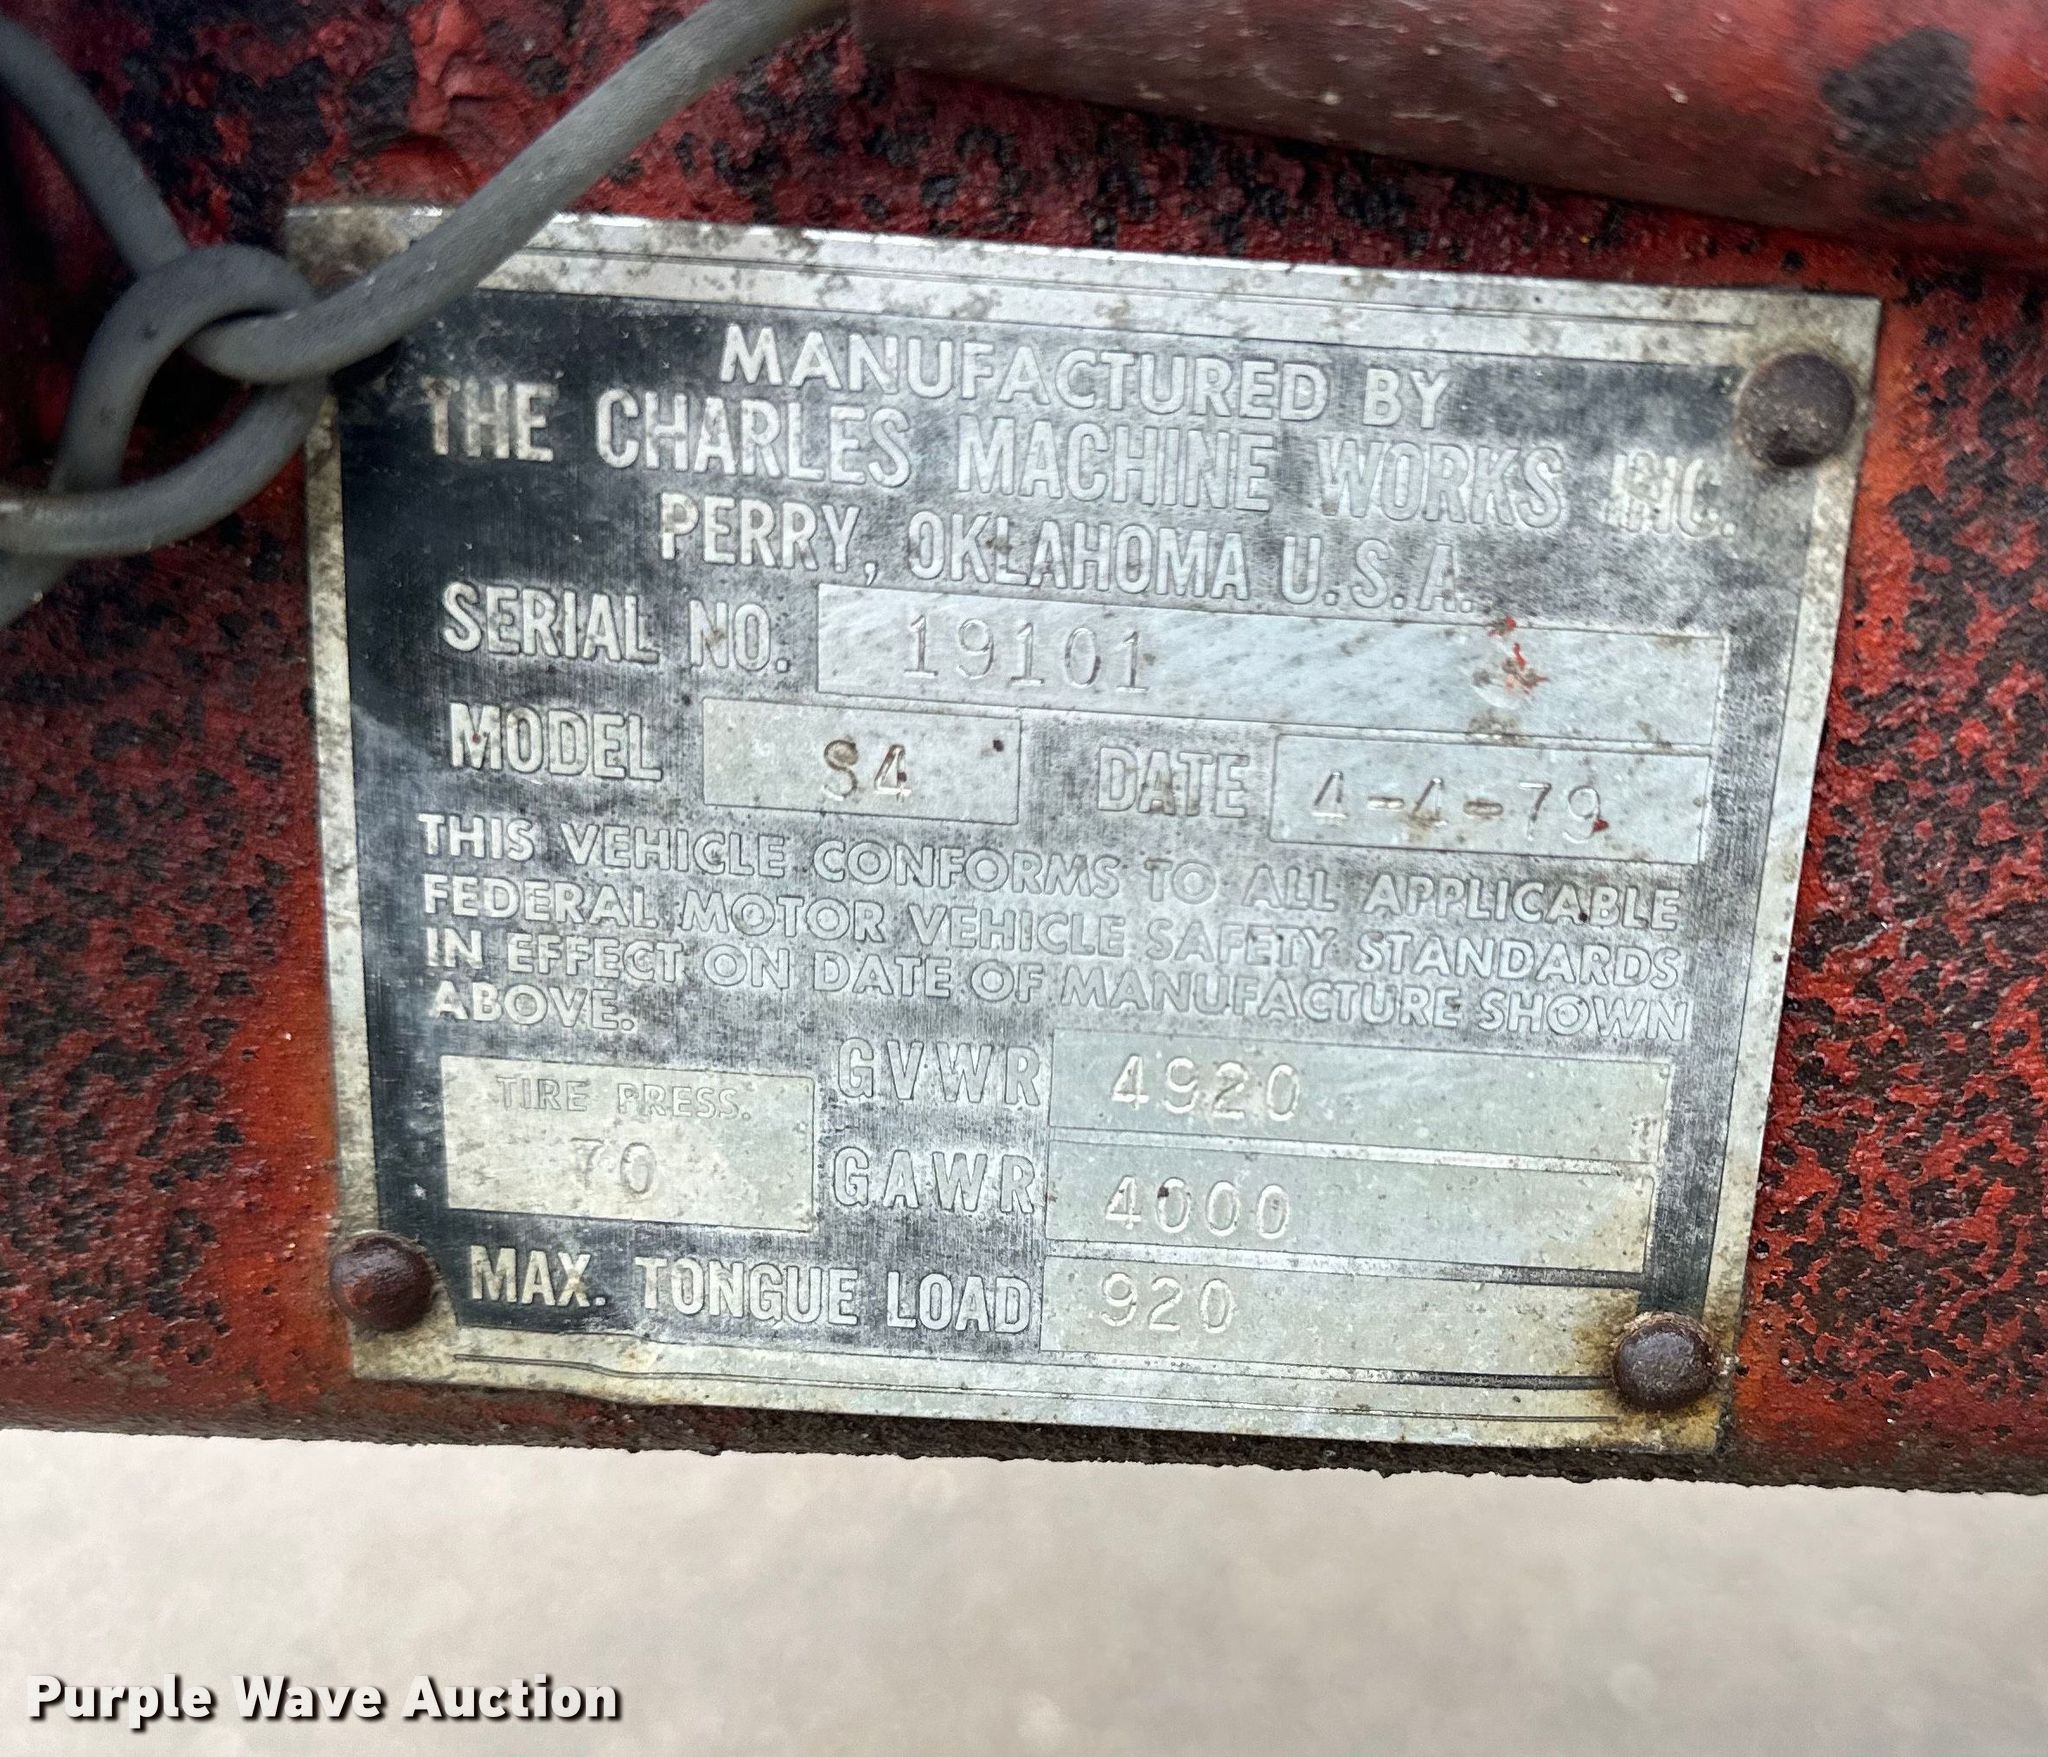 MANUFACTURED BY
THE CHARLES MACHINE WORKS INC.
PERRY, OKLAHOMA U.S.A.
SERIAL NO. 19101
MODEL S4 DATE 4-4-79
THIS VEHICLE CONFORMS TO ALL APPLICABLE
FEDERAL MOTOR VEHICLE SAFETY STANDARDS
IN EFFECT ON DATE OF MANUFACTURE SHOWN
ABOVE.
TIRE PRESS.
70
GVWR 4920
GAWR 4000
MAX. TONGUE LOAD 920
Purple Wave Auction